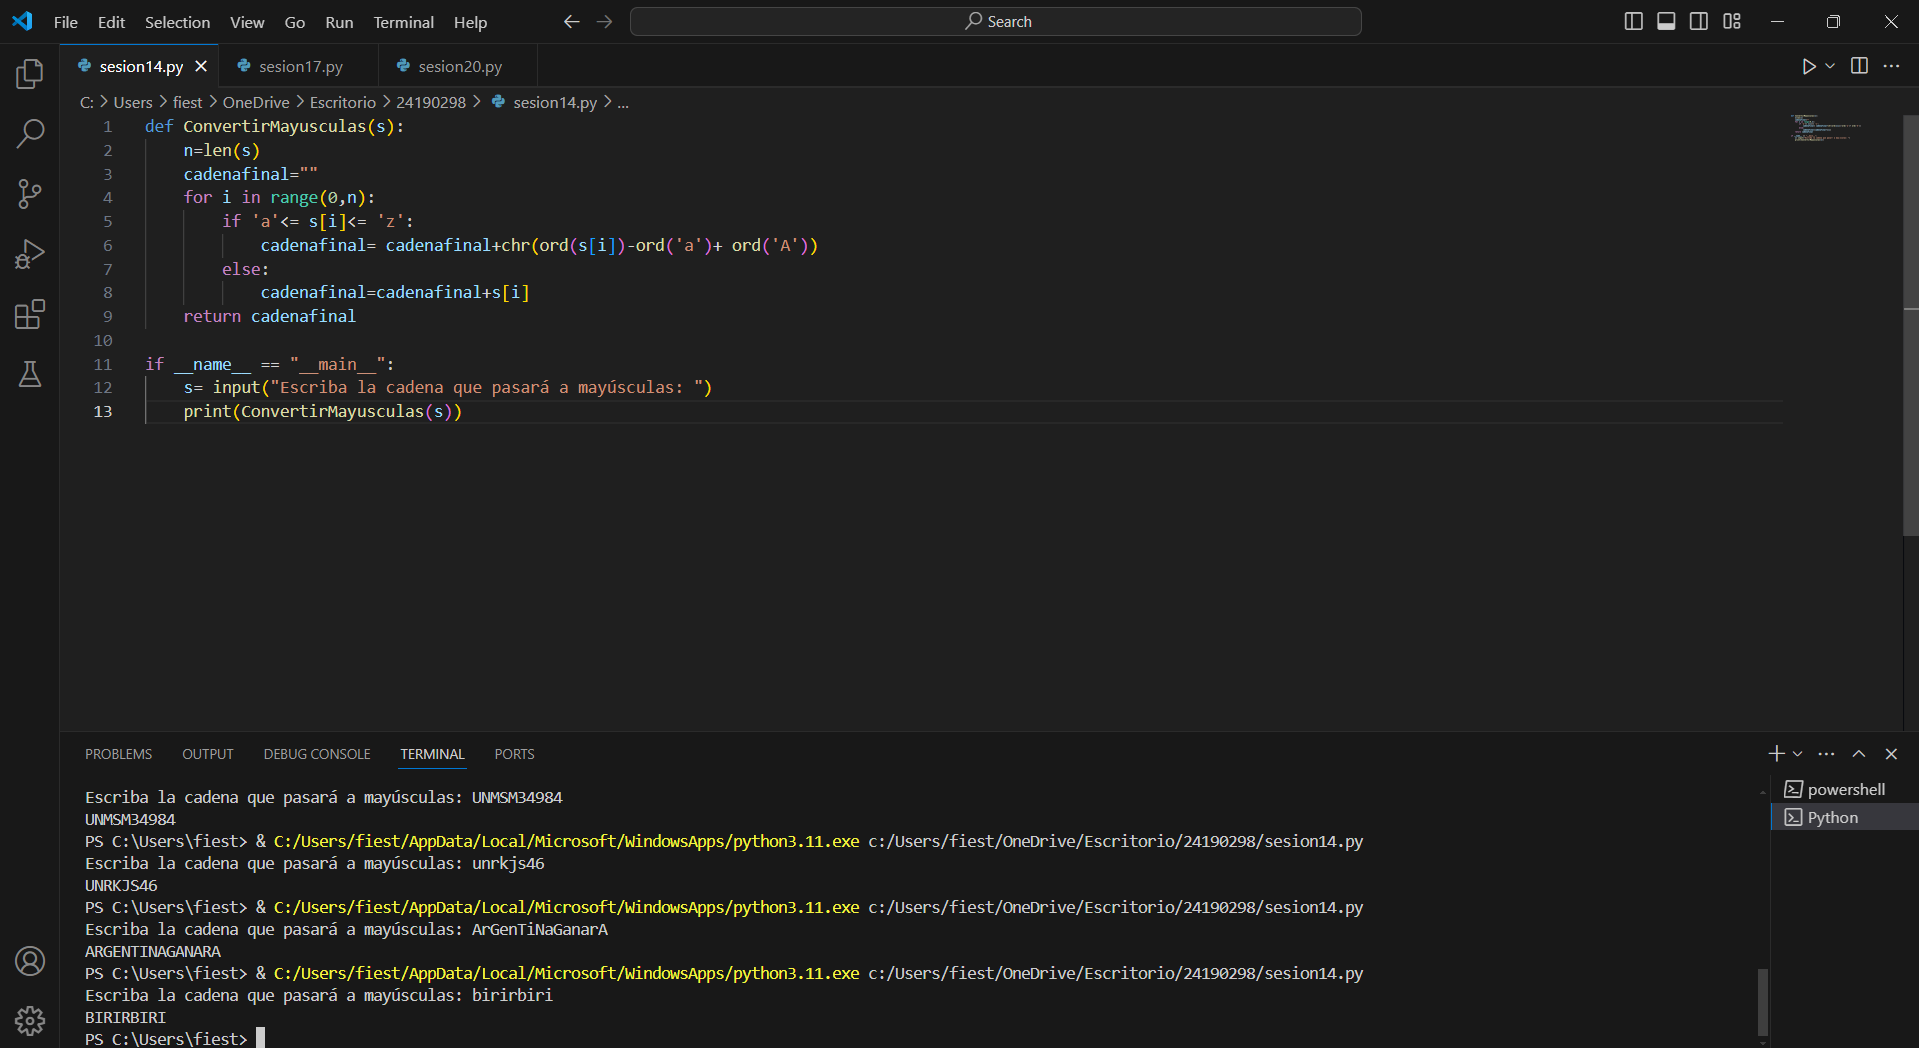 File Edit Selection View Go Run Terminal Help Search
sesion14.py sesion17.py sesion20.py
C: > Users > fiest > OneDrive > Escritorio > 24190298 > sesion14.py > ...
1 def ConvertirMayusculas(s):
2 n=len(s)
3 cadenafinal=""
4 for i in range(0,n):
5 if 'a'<= s[i]<= 'z':
6 cadenafinal= cadenafinal+chr(ord(s[i])-ord('a')+ ord('A'))
7 else:
8 cadenafinal=cadenafinal+s[i]
9 return cadenafinal
10
11 if __name__ == "__main__":
12 s= input("Escriba la cadena que pasará a mayúsculas: ")
13 print(ConvertirMayusculas(s))
PROBLEMS OUTPUT DEBUG CONSOLE TERMINAL PORTS
powershell
Python
Escriba la cadena que pasará a mayúsculas: UNMSM34984
UNMSM34984
PS C:\Users\fiest> & C:/Users/fiest/AppData/Local/Microsoft/WindowsApps/python3.11.exe c:/Users/fiest/OneDrive/Escritorio/24190298/sesion14.py
Escriba la cadena que pasará a mayúsculas: unrkjs46
UNRKJS46
PS C:\Users\fiest> & C:/Users/fiest/AppData/Local/Microsoft/WindowsApps/python3.11.exe c:/Users/fiest/OneDrive/Escritorio/24190298/sesion14.py
Escriba la cadena que pasará a mayúsculas: ArGenTiNaGanarA
ARGENTINAGANARA
PS C:\Users\fiest> & C:/Users/fiest/AppData/Local/Microsoft/WindowsApps/python3.11.exe c:/Users/fiest/OneDrive/Escritorio/24190298/sesion14.py
Escriba la cadena que pasará a mayúsculas: birirbiri
BIRIRBIRI
PS C:\Users\fiest>